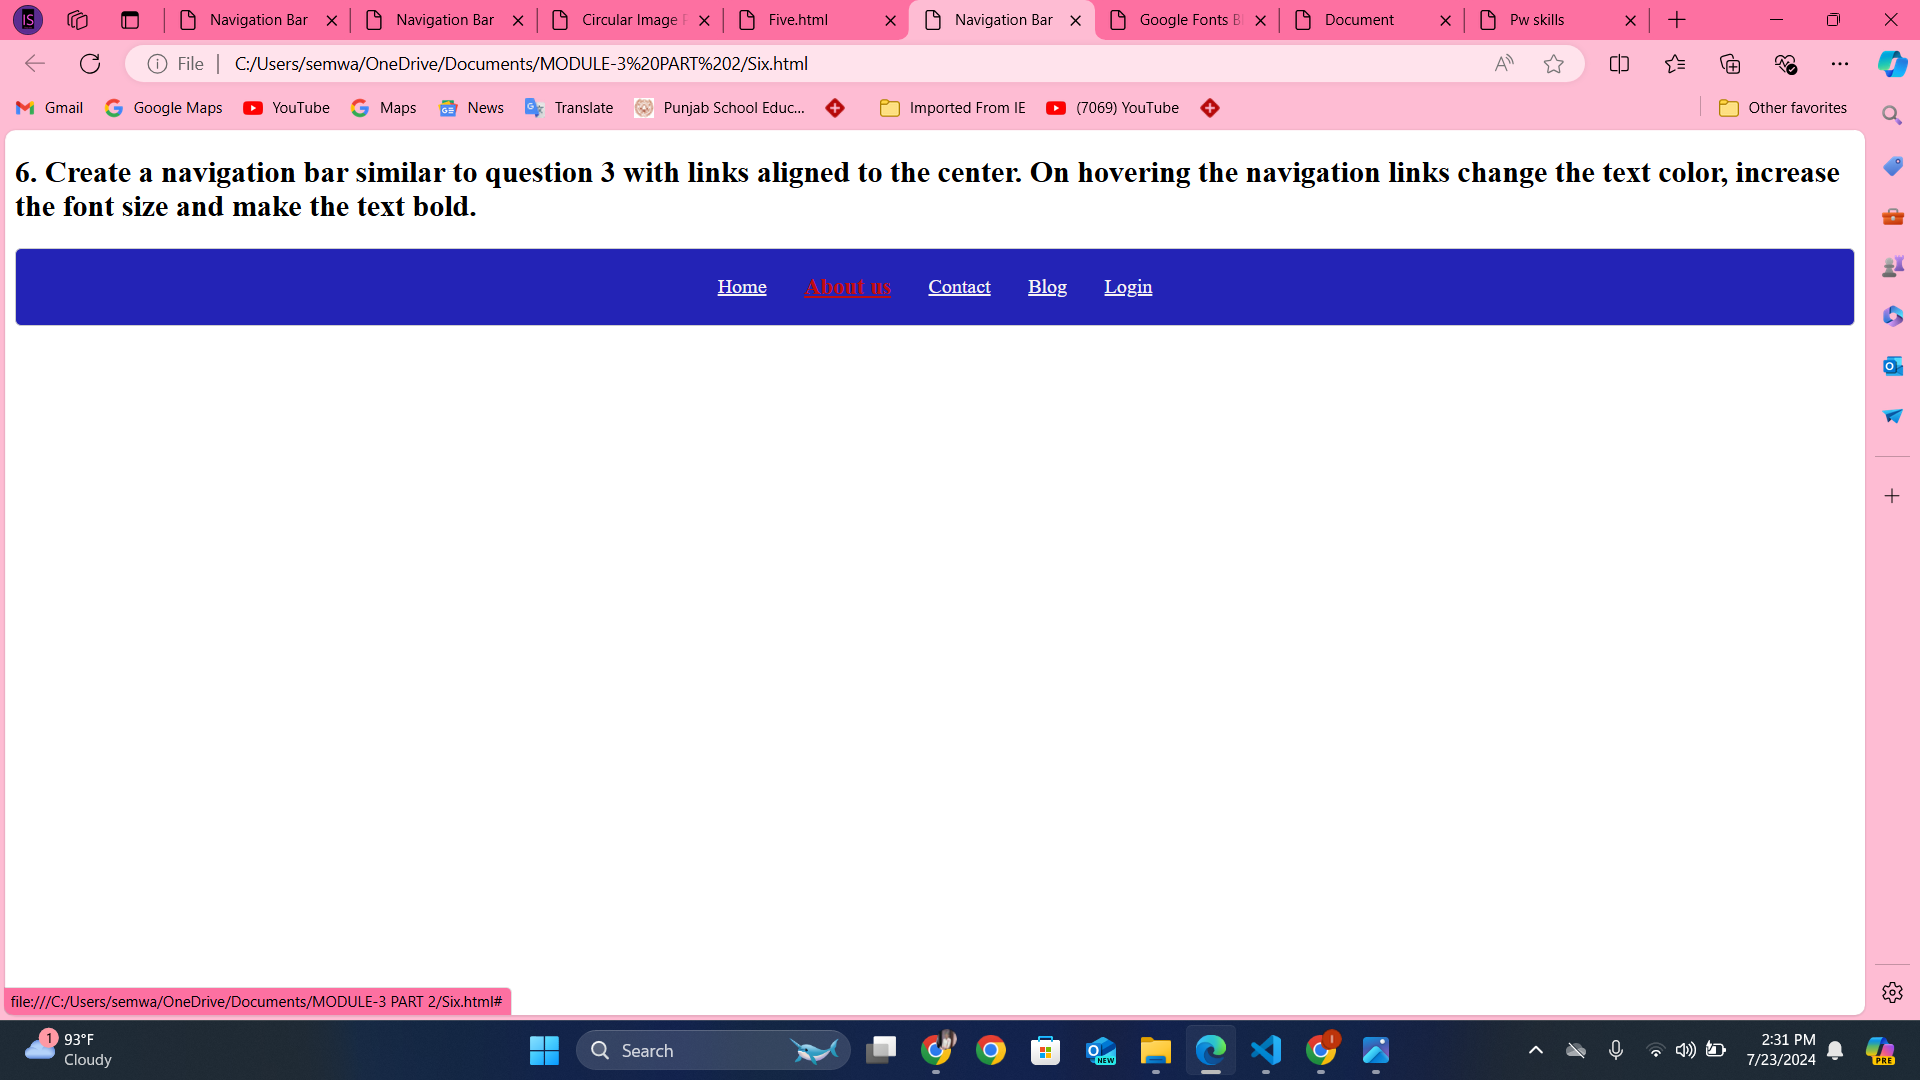 IS
Navigation Bar
Navigation Bar
Circular Image
Five.html
Navigation Bar
Google Fonts
Document
Pw skills
File
C:/Users/semwa/OneDrive/Documents/MODULE-3%20PART%202/Six.html
Gmail
Google Maps
YouTube
Maps
News
Translate
Punjab School Educ...
Imported From IE
(7069) YouTube
Other favorites
6. Create a navigation bar similar to question 3 with links aligned to the center. On hovering the navigation links change the text color, increase
the font size and make the text bold.
Home About us Contact Blog Login
file:///C:/Users/semwa/OneDrive/Documents/MODULE-3 PART 2/Six.html#
1
93°F
Cloudy
Search
NEW
2:31 PM
7/23/2024
PRE